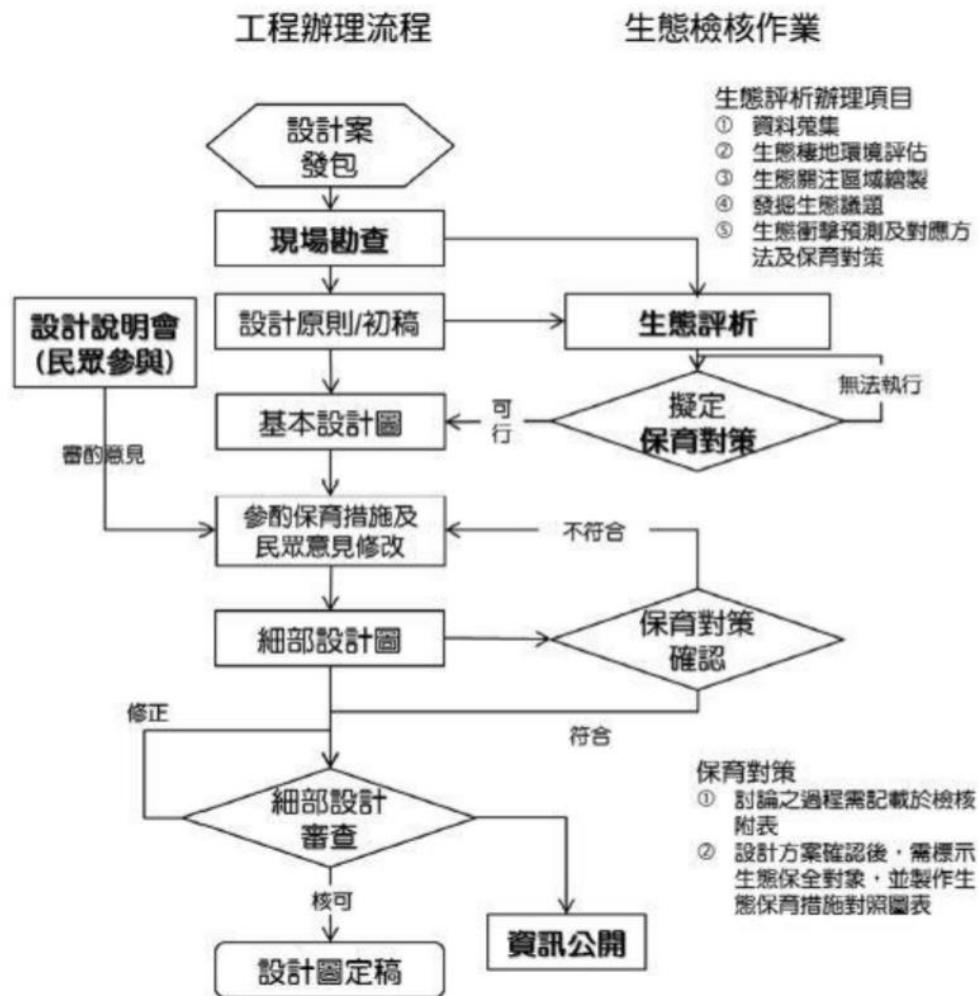 工程辦理流程
生態檢核作業
生態評析辦理項目
① 資料蒐集
② 生態棲地環境評估
③ 生態關注區域繪製
④ 發掘生態議題
⑤ 生態衝擊預測及對應方
法及保育對策
設計案
發包
現場勘查
設計說明會
(民眾參與)
設計原則/初稿
生態評析
無法執行
基本設計圖
可
行
擬定
保育對策
審酌意見
參酌保育措施及
民眾意見修改
不符合
細部設計圖
保育對策
確認
修正
符合
細部設計
審查
保育對策
① 討論之過程需記載於檢核
附表
② 設計方案確認後,需標示
生態保全對象,並製作生
態保育措施對照圖表
核可
資訊公開
設計圖定稿